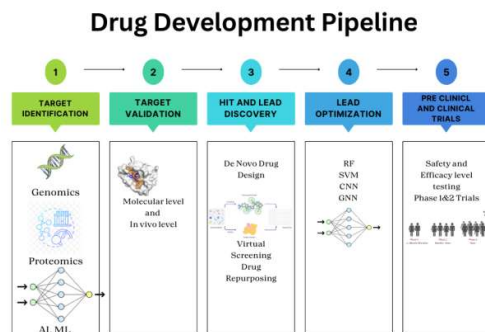 Drug Development Pipeline
1
2
3
4
5
TARGET
IDENTIFICATION
TARGET
VALIDATION
HIT AND LEAD
DISCOVERY
LEAD
OPTIMIZATION
PRE CLINICL
AND CLINICAL
TRIALS
Genomics
Proteomics
AI, ML
Molecular level
and
In vivo level
De Novo Drug
Design
Virtual
Screening
Drug
Repurposing
RF
SVM
CNN
GNN
Safety and
Efficacy level
testing
Phase I&2 Trials